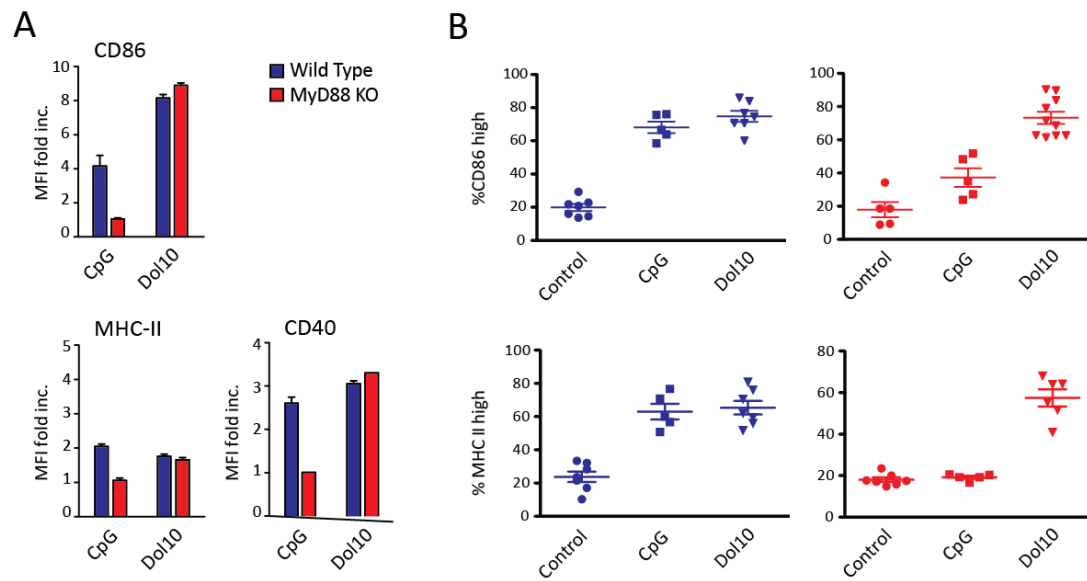 A
CD86
MFI fold inc.
10
8
6
4
2
0
CpG
Dol10
Wild Type
MyD88 KO
MHC-II
MFI fold inc.
5
4
3
2
1
0
CpG
Dol10
CD40
MFI fold inc.
4
3
2
1
0
CpG
Dol10
B
%CD86 high
100
80
60
40
20
0
Control
CpG
Dol10
100
80
60
40
20
0
Control
CpG
Dol10
% MHC II high
100
80
60
40
20
0
Control
CpG
Dol10
80
60
40
20
0
Control
CpG
Dol10